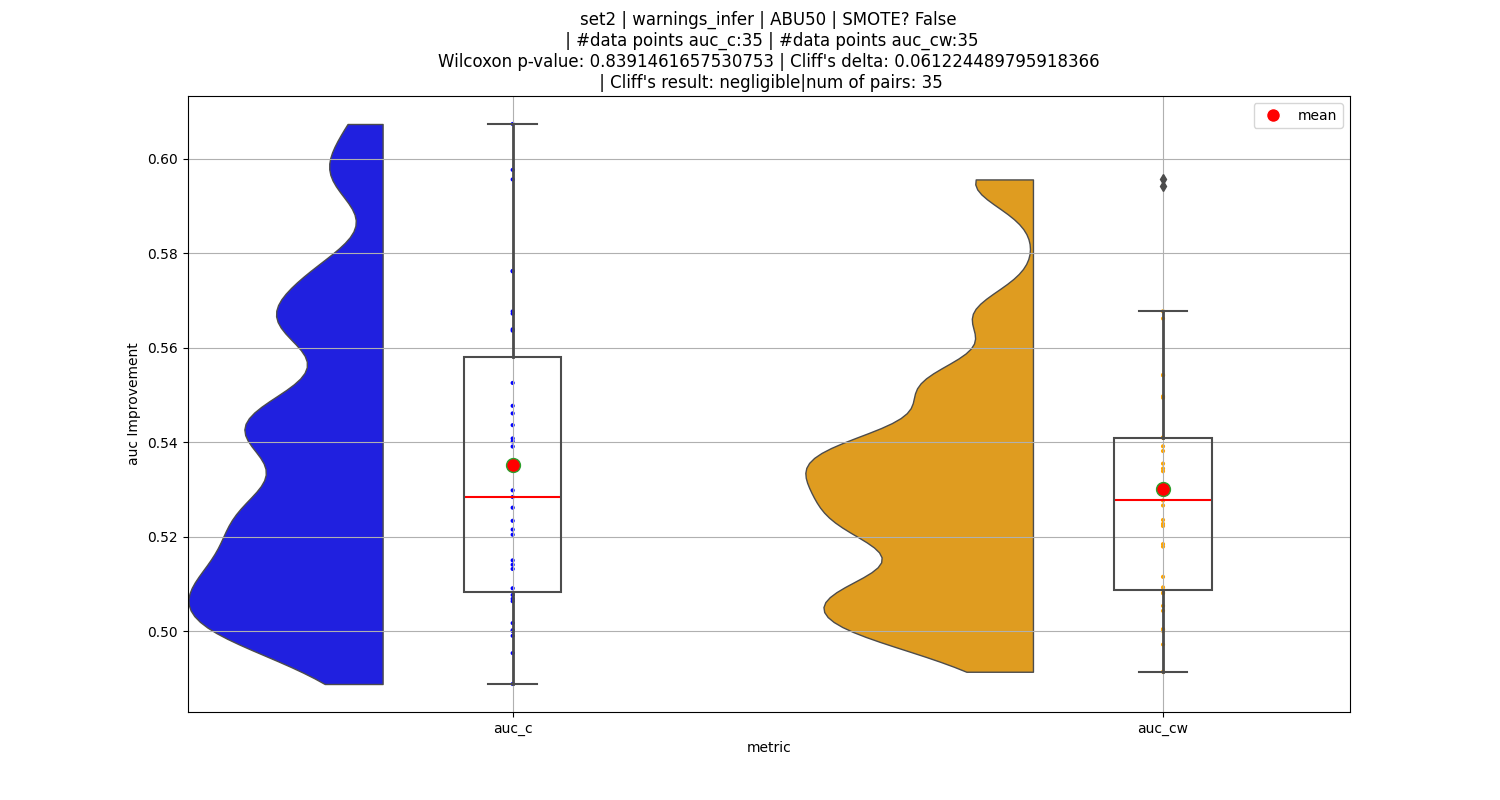 set2 | warnings_infer | ABU50 | SMOTE? False
| #data points auc_c:35 | #data points auc_cw:35
Wilcoxon p-value: 0.8391461657530753 | Cliff's delta: 0.061224489795918366
| Cliff's result: negligible|num of pairs: 35
mean
0.60
0.58
0.56
0.54
0.52
0.50
auc Improvement
auc_c
auc_cw
metric